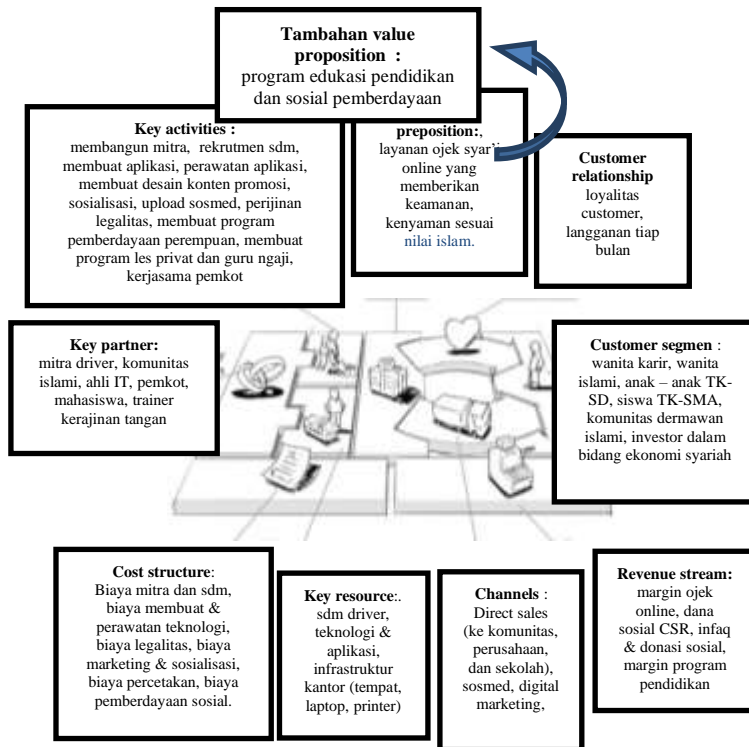 Tambahan value
proposition :
program edukasi pendidikan
dan sosial pemberdayaan
Key activities :
membangun mitra, rekrutmen sdm,
membuat aplikasi, perawatan aplikasi,
membuat desain konten promosi,
sosialisasi, upload sosmed, perijinan
legalitas, membuat program
pemberdayaan perempuan, membuat
program les privat dan guru ngaji,
kerjasama pemkot
preposition:,
layanan ojek syar'i
online yang
memberikan
keamanan,
kenyaman sesuai
nilai islam.
Customer
relationship
loyalitas
customer,
langganan tiap
bulan
Key partner:
mitra driver, komunitas
islami, ahli IT, pemkot,
mahasiswa, trainer
kerajinan tangan
Customer segmen :
wanita karir, wanita
islami, anak – anak TK-
SD, siswa TK-SMA,
komunitas dermawan
islami, investor dalam
bidang ekonomi syariah
Cost structure:
Biaya mitra dan sdm,
biaya membuat &
perawatan teknologi,
biaya legalitas, biaya
marketing & sosialisasi,
biaya percetakan, biaya
pemberdayaan sosial.
Key resource:.
sdm driver,
teknologi &
aplikasi,
infrastruktur
kantor (tempat,
laptop, printer)
Channels :
Direct sales
(ke komunitas,
perusahaan,
dan sekolah),
sosmed, digital
marketing,
Revenue stream:
margin ojek
online, dana
sosial CSR, infaq
& donasi sosial,
margin program
pendidikan